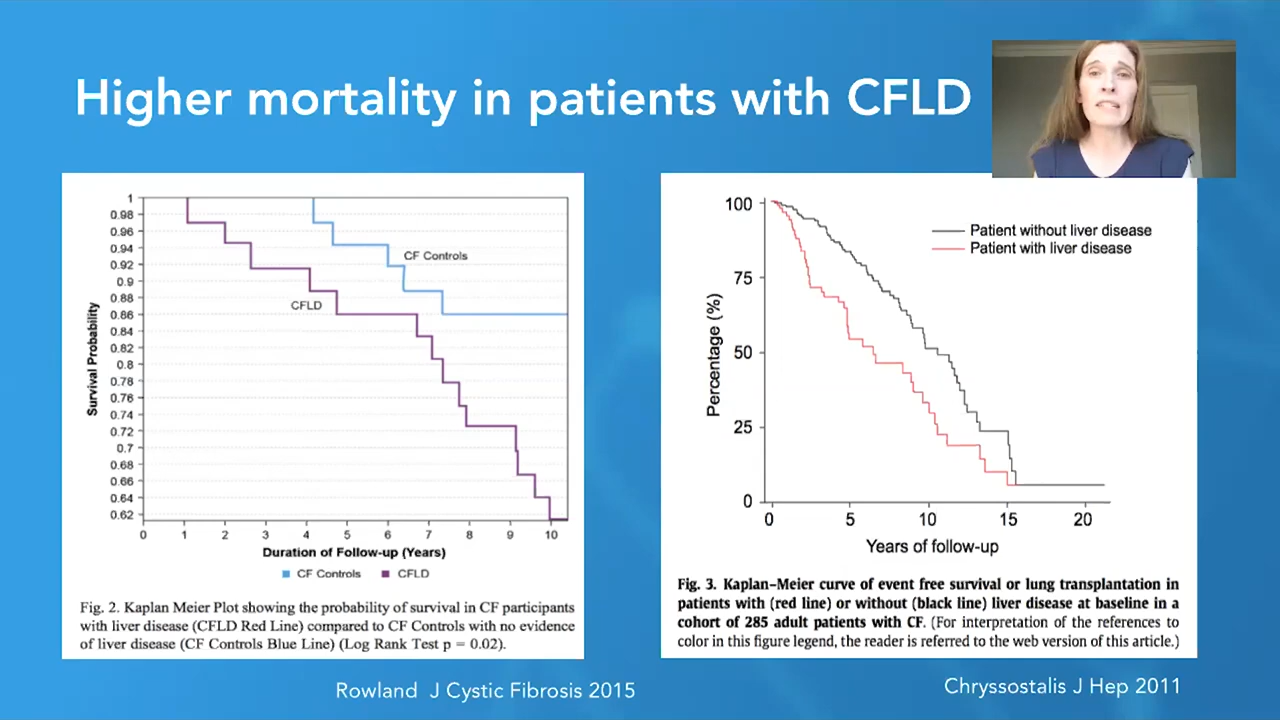 Higher mortality in patients with CFLD
1
0.98
0.96
0.94
0.92
0.9
0.88
0.86
0.84
0.82
0.8
0.78
0.76
0.74
0.72
0.7
0.68
0.66
0.64
0.62
Survival Probability
CF Controls
CFLD
0 1 2 3 4 5 6 7 8 9 10
Duration of Follow-up (Years)
CF Controls CFLD
Fig. 2. Kaplan Meier Plot showing the probability of survival in CF participants
with liver disease (CFLD Red Line) compared to CF Controls with no evidence
of liver disease (CF Controls Blue Line) (Log Rank Test p = 0.02).
Rowland J Cystic Fibrosis 2015
100
75
50
25
0
Percentage (%)
Patient without liver disease
Patient with liver disease
0 5 10 15 20
Years of follow-up
Fig. 3. Kaplan–Meier curve of event free survival or lung transplantation in
patients with (red line) or without (black line) liver disease at baseline in a
cohort of 285 adult patients with CF. (For interpretation of the references to
color in this figure legend, the reader is referred to the web version of this article.)
Chryssostalis J Hep 2011